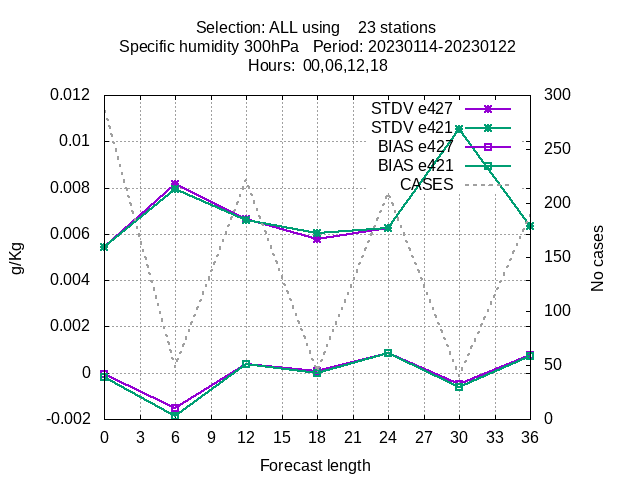 Selection: ALL using    23 stations
Specific humidity 300hPa   Period: 20230114-20230122
Hours:  00,06,12,18
0.012
0.01
0.008
0.006
0.004
0.002
0
-0.002
g/Kg
STDV e427
STDV e421
BIAS e427
BIAS e421
CASES
300
250
200
150
100
50
0
No cases
0 3 6 9 12 15 18 21 24 27 30 33 36
Forecast length